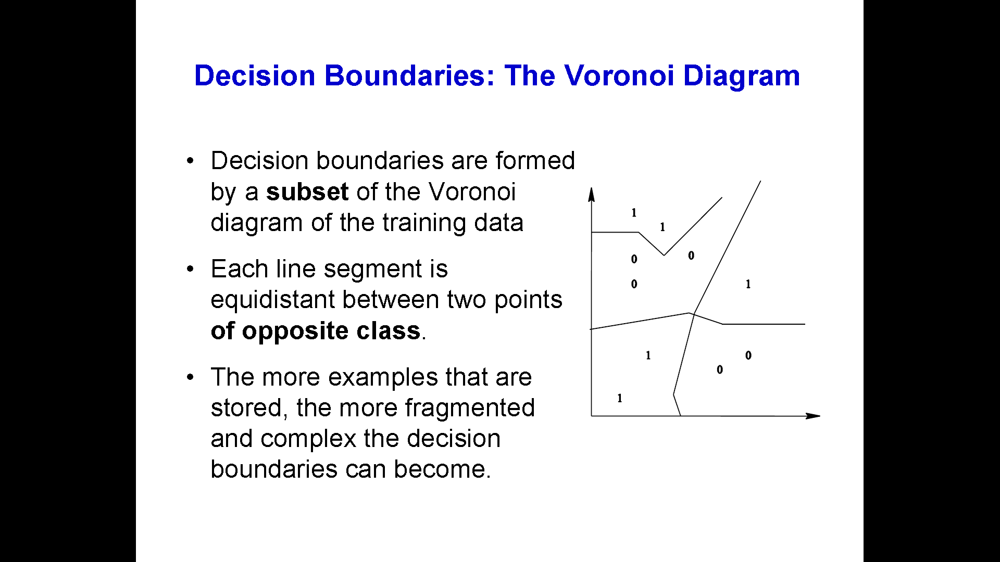 Decision Boundaries: The Voronoi Diagram
• Decision boundaries are formed
by a subset of the Voronoi
diagram of the training data
• Each line segment is
equidistant between two points
of opposite class.
• The more examples that are
stored, the more fragmented
and complex the decision
boundaries can become.
1
1
0
0
0
1
1
0
0
1